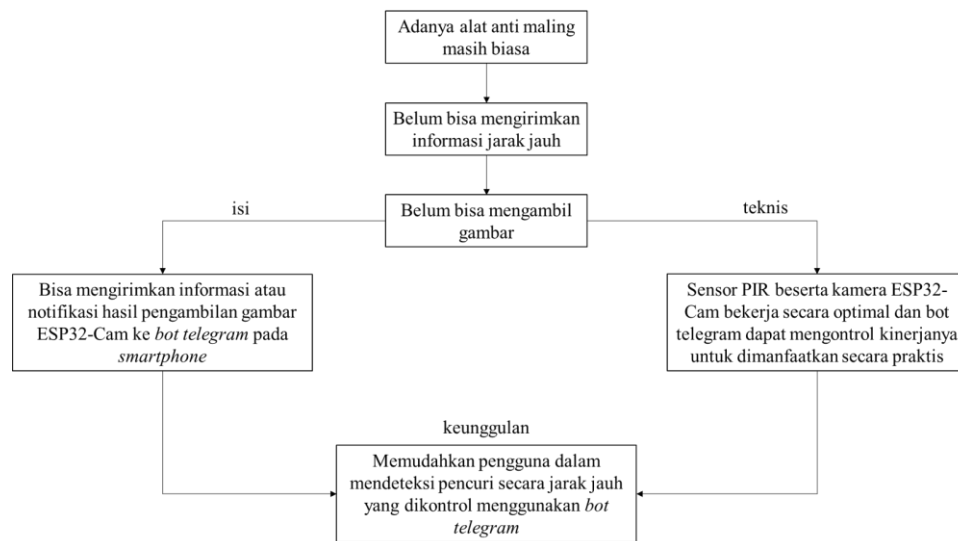 Adanya alat anti maling
masih biasa
Belum bisa mengirimkan
informasi jarak jauh
isi
Belum bisa mengambil
gambar
teknis
Bisa mengirimkan informasi atau
notifikasi hasil pengambilan gambar
ESP32-Cam ke bot telegram pada
smartphone
Sensor PIR beserta kamera ESP32-
Cam bekerja secara optimal dan bot
telegram dapat mengontrol kinerjanya
untuk dimanfaatkan secara praktis
keunggulan
Memudahkan pengguna dalam
mendeteksi pencuri secara jarak jauh
yang dikontrol menggunakan bot
telegram